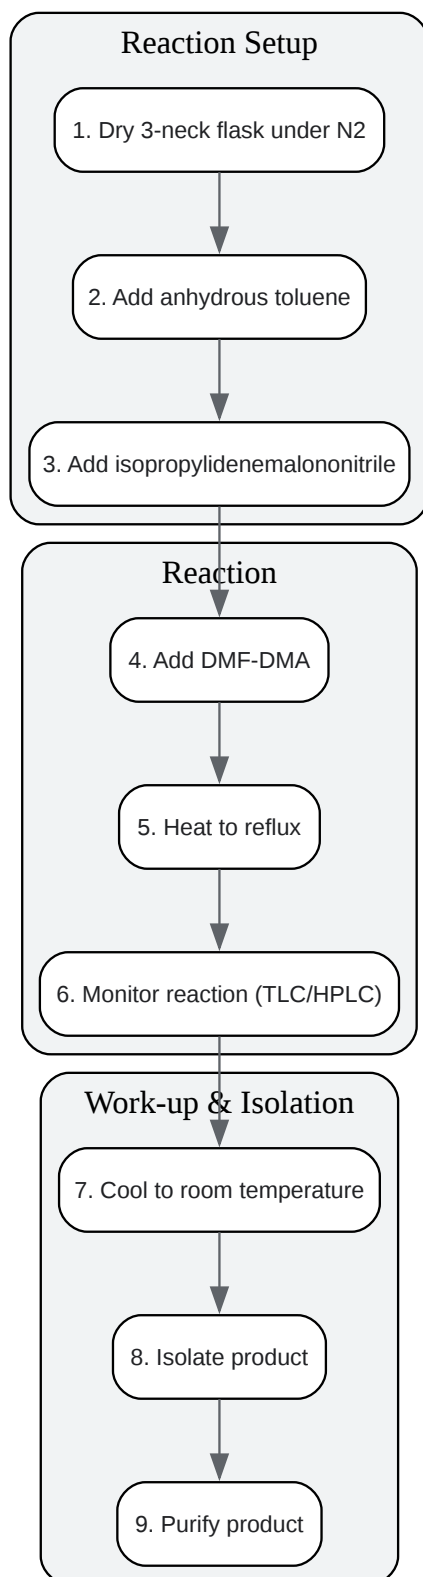 Reaction Setup
1. Dry 3-neck flask under N2
2. Add anhydrous toluene
3. Add isopropylidenemalononitrile
Reaction
4. Add DMF-DMA
5. Heat to reflux
6. Monitor reaction (TLC/HPLC)
Work-up & Isolation
7. Cool to room temperature
8. Isolate product
9. Purify product